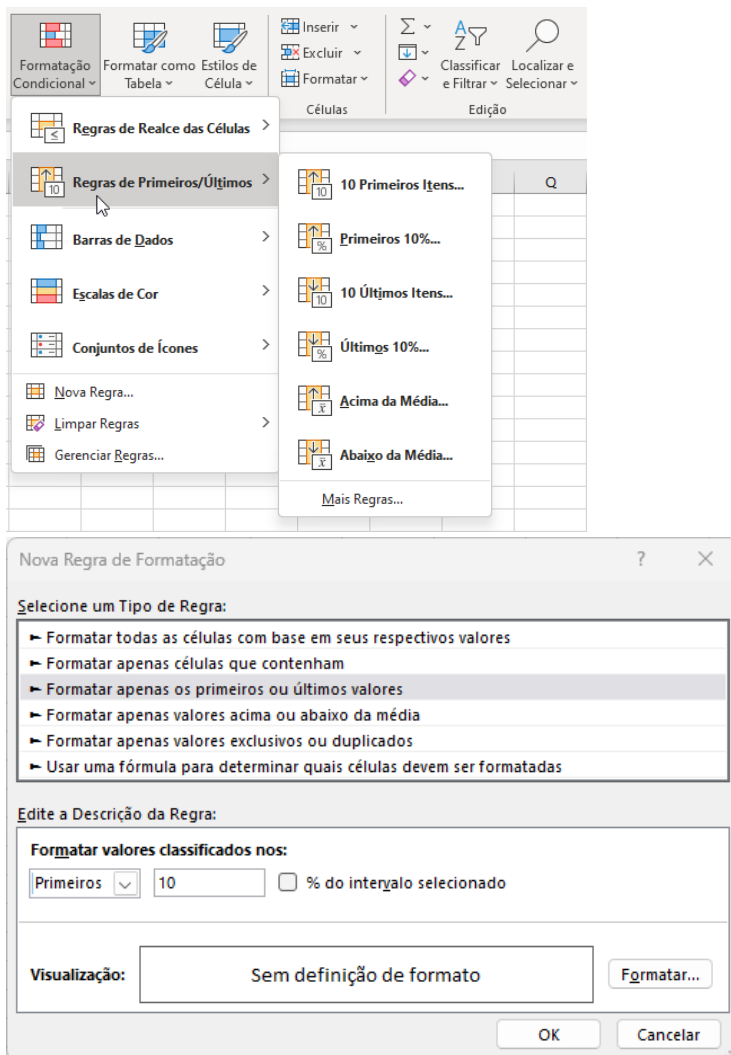 Formatação Condicional
Formatar como Tabela
Estilos de Célula
Inserir
Excluir
Formatar
Células
Classificar e Filtrar
Localizar e Selecionar
Edição
Regras de Realce das Células
Regras de Primeiros/Últimos
Barras de Dados
Escalas de Cor
Conjuntos de Ícones
Nova Regra...
Limpar Regras
Gerenciar Regras...
10 Primeiros Itens...
Primeiros 10%...
10 Últimos Itens...
Últimos 10%...
Acima da Média...
Abaixo da Média...
Mais Regras...
Q
Nova Regra de Formatação ?
Selecione um Tipo de Regra:
► Formatar todas as células com base em seus respectivos valores
► Formatar apenas células que contenham
► Formatar apenas os primeiros ou últimos valores
► Formatar apenas valores acima ou abaixo da média
► Formatar apenas valores exclusivos ou duplicados
► Usar uma fórmula para determinar quais células devem ser formatadas
Edite a Descrição da Regra:
Formatar valores classificados nos:
Primeiros 10 % do intervalo selecionado
Visualização: Sem definição de formato Formatar...
OK Cancelar